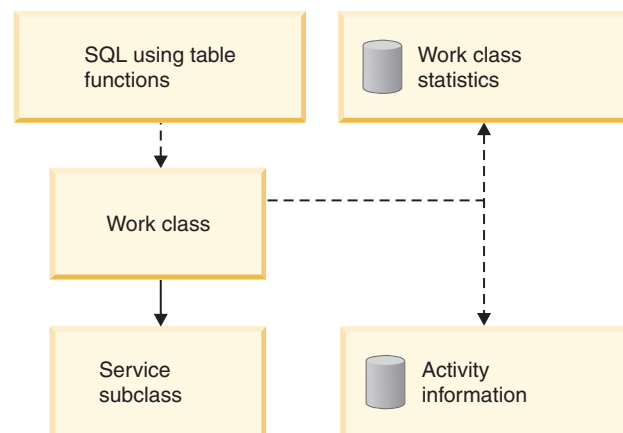 SQL using table
functions
Work class
statistics
Work class
Service
subclass
Activity
information